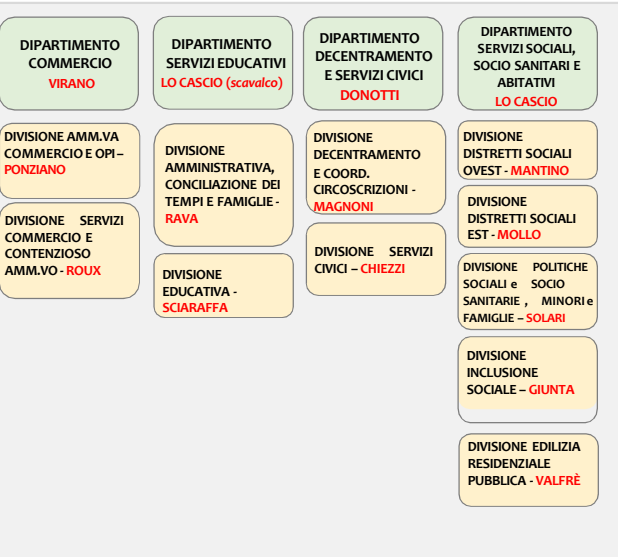 DIPARTIMENTO
COMMERCIO
VIRANO
DIVISIONE AMM.VA
COMMERCIO E OPI –
PONZIANO
DIVISIONE SERVIZI
COMMERCIO E
CONTENZIOSO
AMM.VO - ROUX
DIPARTIMENTO
SERVIZI EDUCATIVI
LO CASCIO (scavalco)
DIVISIONE
AMMINISTRATIVA,
CONCILIAZIONE DEI
TEMPI E FAMIGLIE -
RAVA
DIVISIONE
EDUCATIVA -
SCIARAFFA
DIPARTIMENTO
DECENTRAMENTO
E SERVIZI CIVICI
DONOTTI
DIVISIONE
DECENTRAMENTO
E COORD.
CIRCOSCRIZIONI -
MAGNONI
DIVISIONE SERVIZI
CIVICI – CHIEZZI
DIPARTIMENTO
SERVIZI SOCIALI,
SOCIO SANITARI E
ABITATIVI
LO CASCIO
DIVISIONE
DISTRETTI SOCIALI
OVEST - MANTINO
DIVISIONE
DISTRETTI SOCIALI
EST - MOLLO
DIVISIONE POLITICHE
SOCIALI e SOCIO
SANITARIE , MINORI e
FAMIGLIE – SOLARI
DIVISIONE
INCLUSIONE
SOCIALE – GIUNTA
DIVISIONE EDILIZIA
RESIDENZIALE
PUBBLICA - VALFRÈ